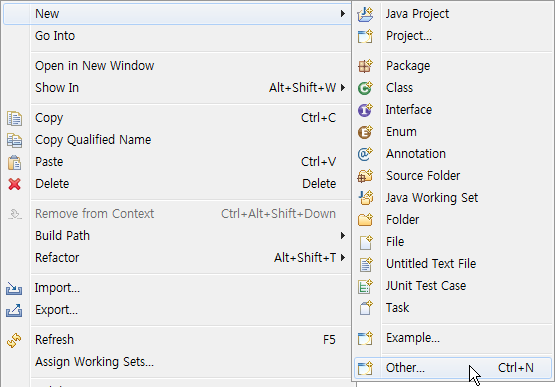 New
Go Into
Open in New Window
Show In Alt+Shift+W
Copy Ctrl+C
Copy Qualified Name
Paste Ctrl+V
Delete Delete
Remove from Context Ctrl+Alt+Shift+Down
Build Path
Refactor Alt+Shift+T
Import...
Export...
Refresh F5
Assign Working Sets...
Java Project
Project...
Package
Class
Interface
Enum
Annotation
Source Folder
Java Working Set
Folder
File
Untitled Text File
JUnit Test Case
Task
Example...
Other... Ctrl+N